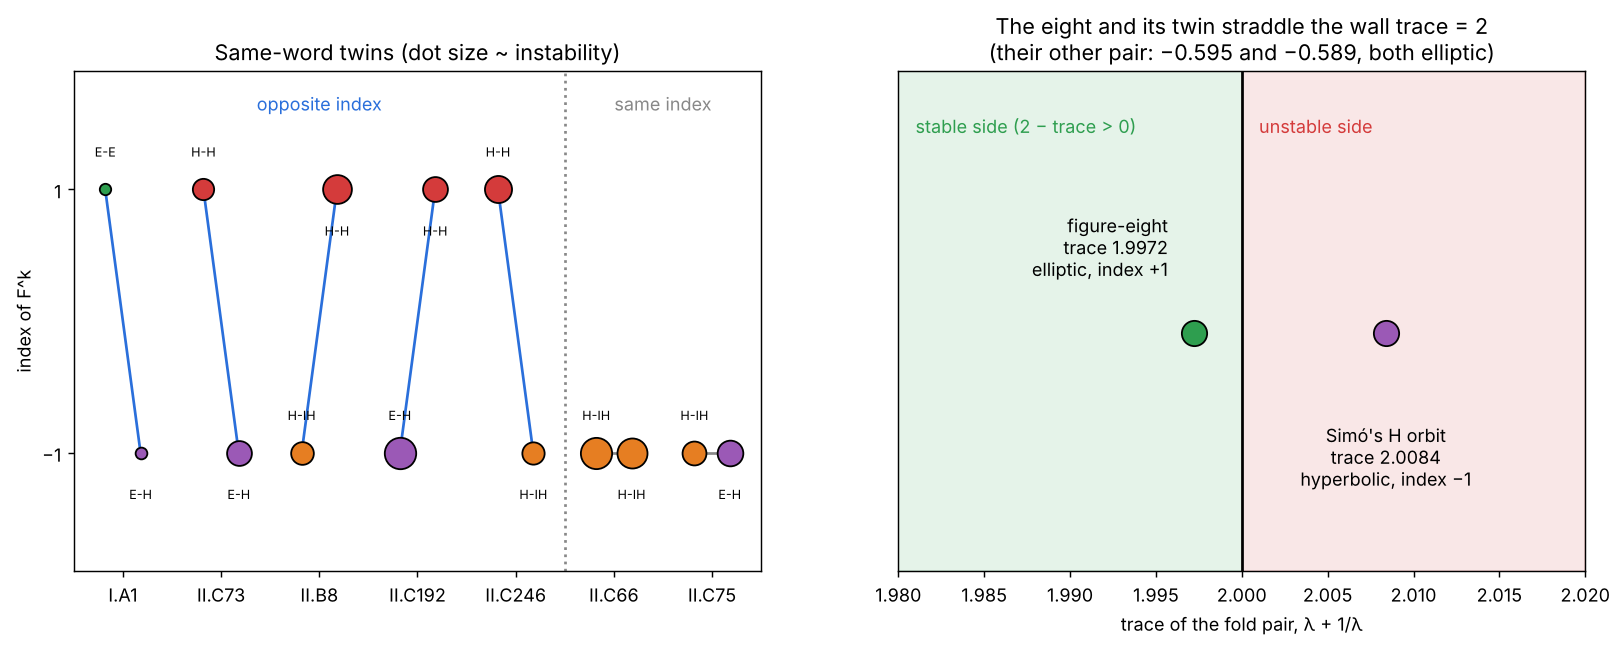 Same-word twins (dot size ~ instability)
opposite index
same index
E-E
H-H
H-H
H-H
H-H
H-IH
E-H
H-IH
H-IH
E-H
E-H
H-IH
H-IH
E-H
1
−1
index of F^k
I.A1
II.C73
II.B8
II.C192
II.C246
II.C66
II.C75
The eight and its twin straddle the wall trace = 2
(their other pair: −0.595 and −0.589, both elliptic)
stable side (2 − trace > 0)
unstable side
figure-eight
trace 1.9972
elliptic, index +1
Simó's H orbit
trace 2.0084
hyperbolic, index −1
1.980
1.985
1.990
1.995
2.000
2.005
2.010
2.015
2.020
trace of the fold pair, λ + 1/λ